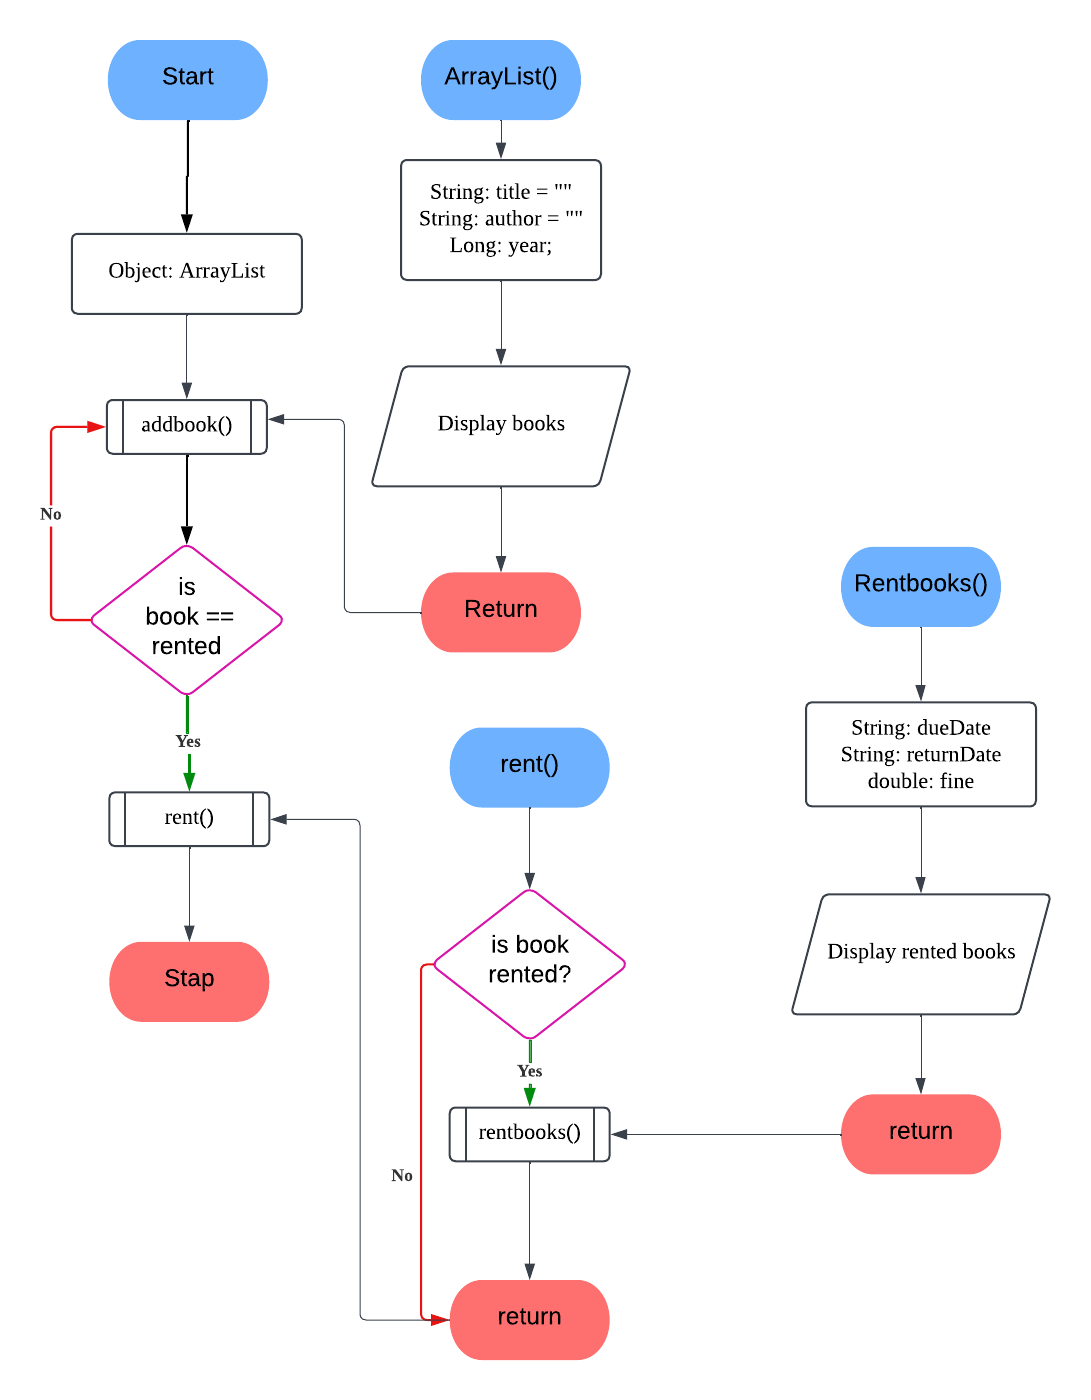 Start
Object: ArrayList
addbook()
No
is
book ==
rented
Yes
rent()
Stap
ArrayList()
String: title = ""
String: author = ""
Long: year;
Display books
Return
rent()
is book
rented?
Yes
rentbooks()
No
return
Rentbooks()
String: dueDate
String: returnDate
double: fine
Display rented books
return